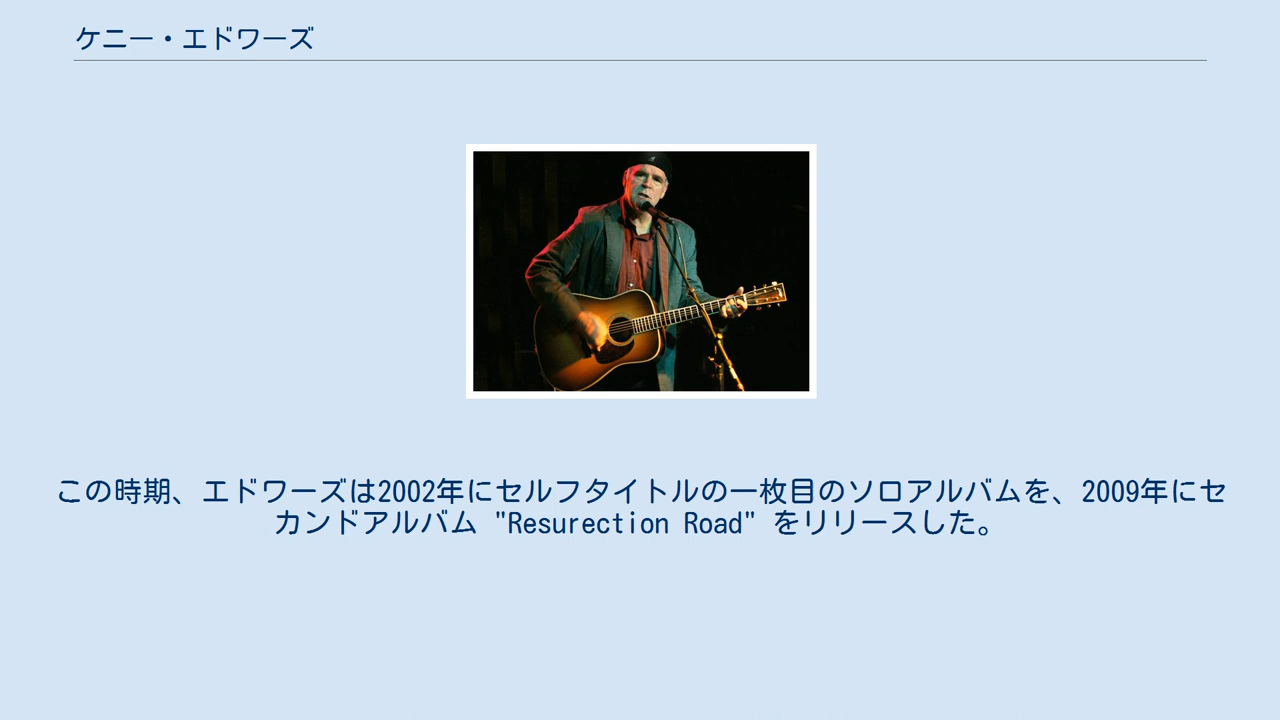 ケニー・エドワーズ
この時期、エドワーズは2002年にセルフタイトルの一枚目のソロアルバムを、2009年にセ
カンドアルバム "Resurection Road" をリリースした。